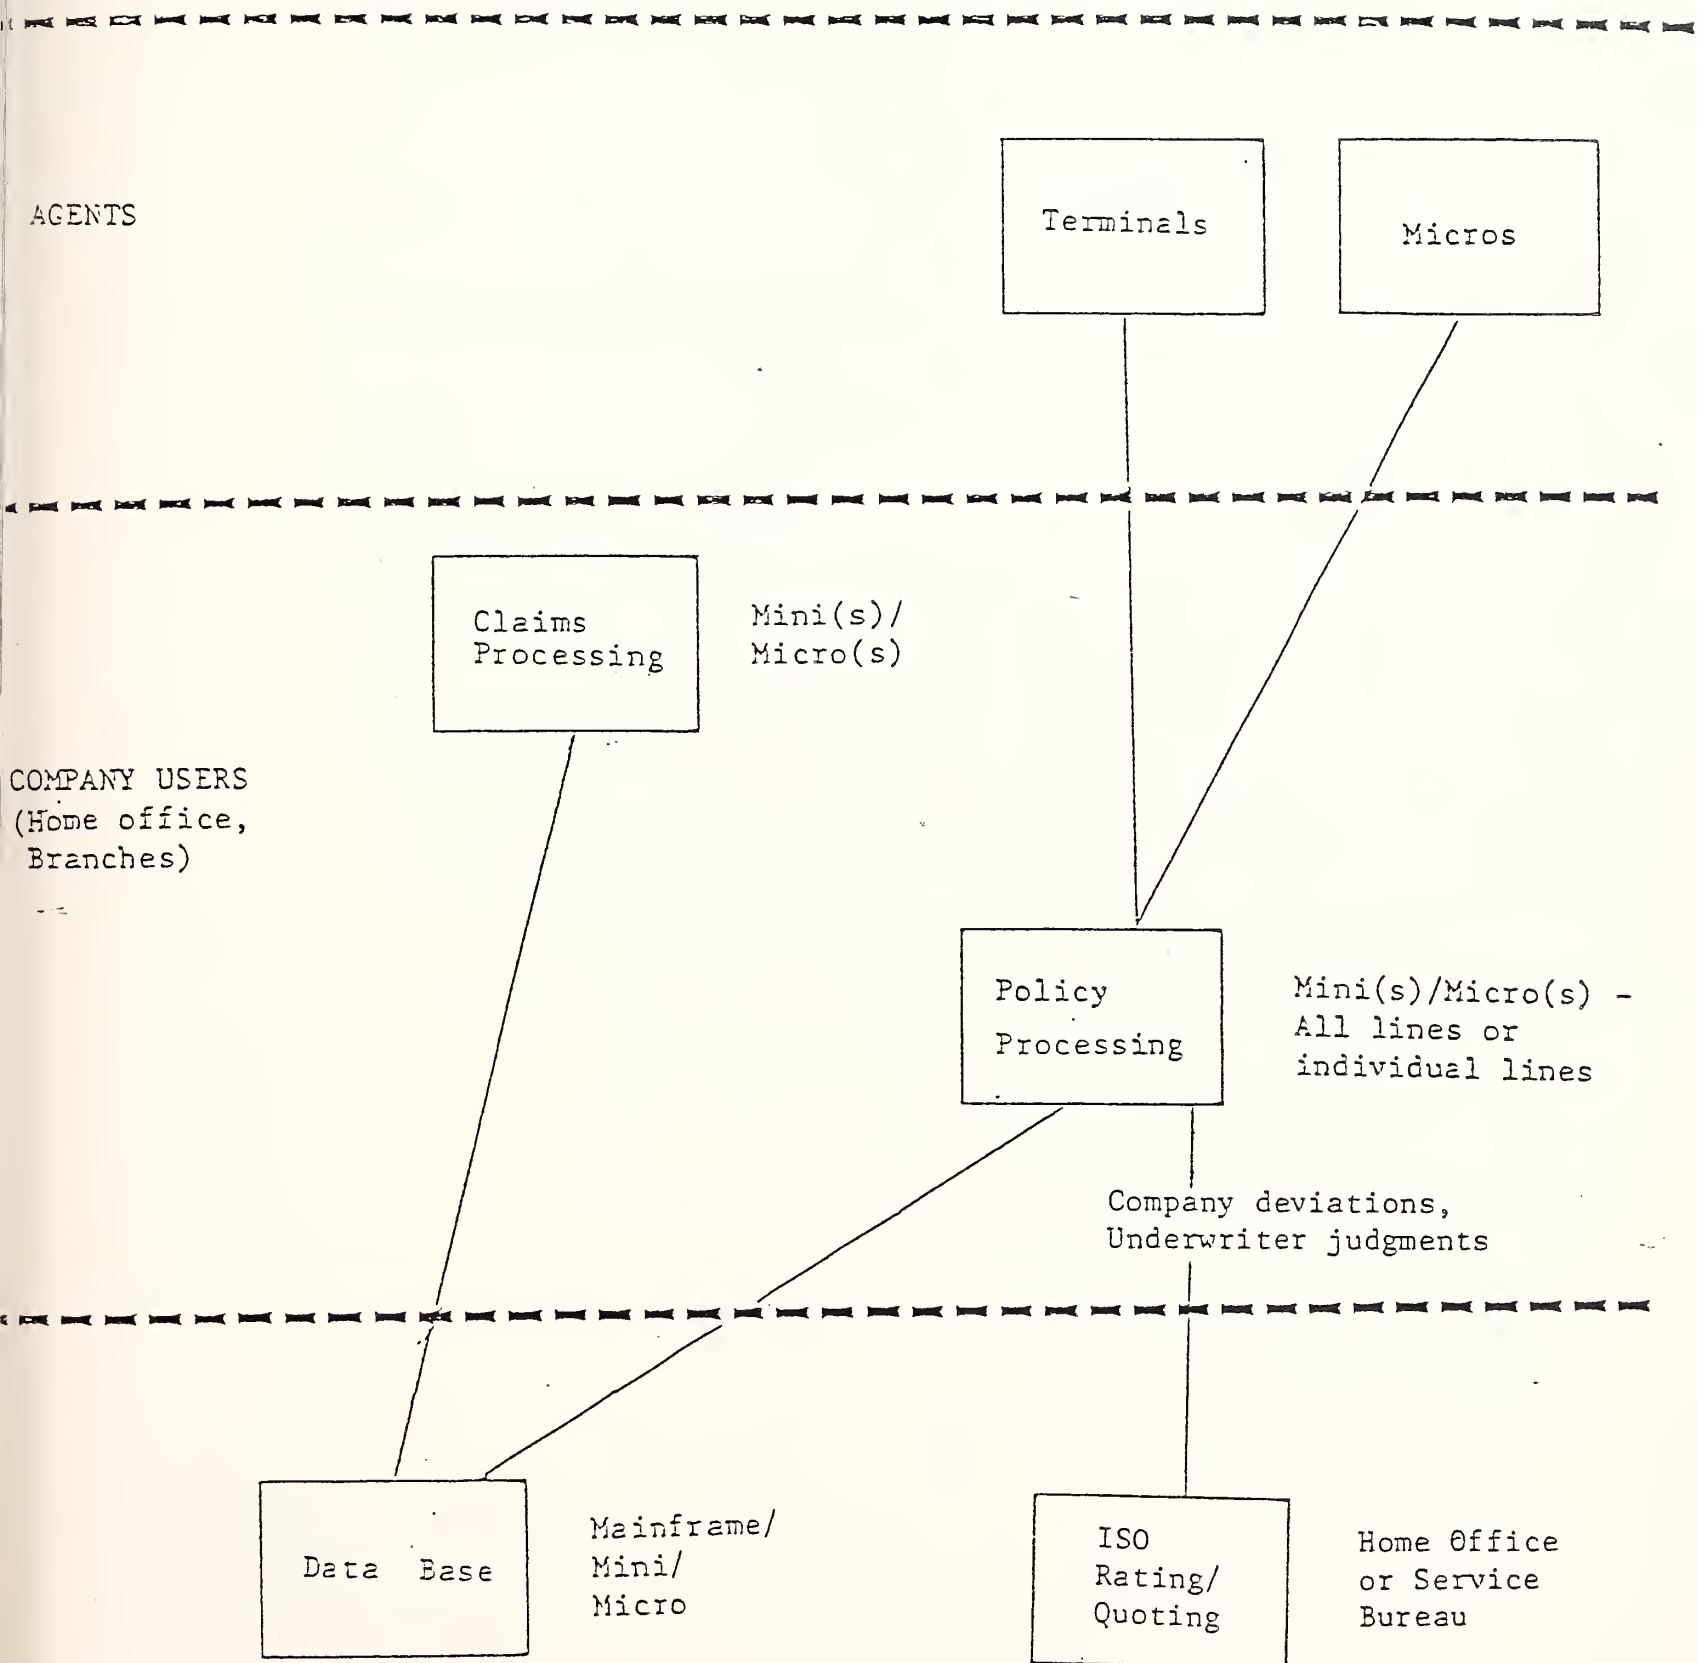 AGENTS
Terminals
Micros
Claims
Processing
Mini(s)/
Micro(s)
COMPANY USERS
(Home office,
Branches)
Policy
Processing
Mini(s)/Micro(s) -
All lines or
individual lines
Company deviations,
Underwriter judgments
Data Base
Mainframe/
Mini/
Micro
ISO
Rating/
Quoting
Home Office
or Service
Bureau